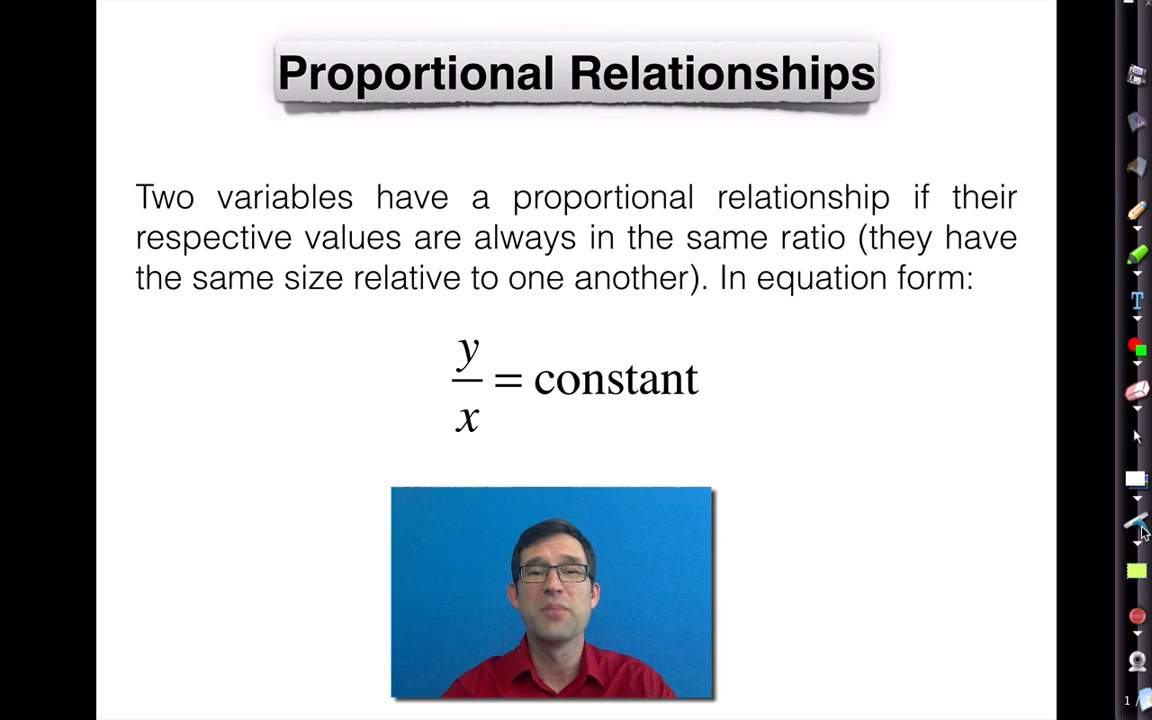 Proportional Relationships
Two variables have a proportional relationship if their
respective values are always in the same ratio (they have
the same size relative to one another). In equation form:
y/x = constant
T
1 /